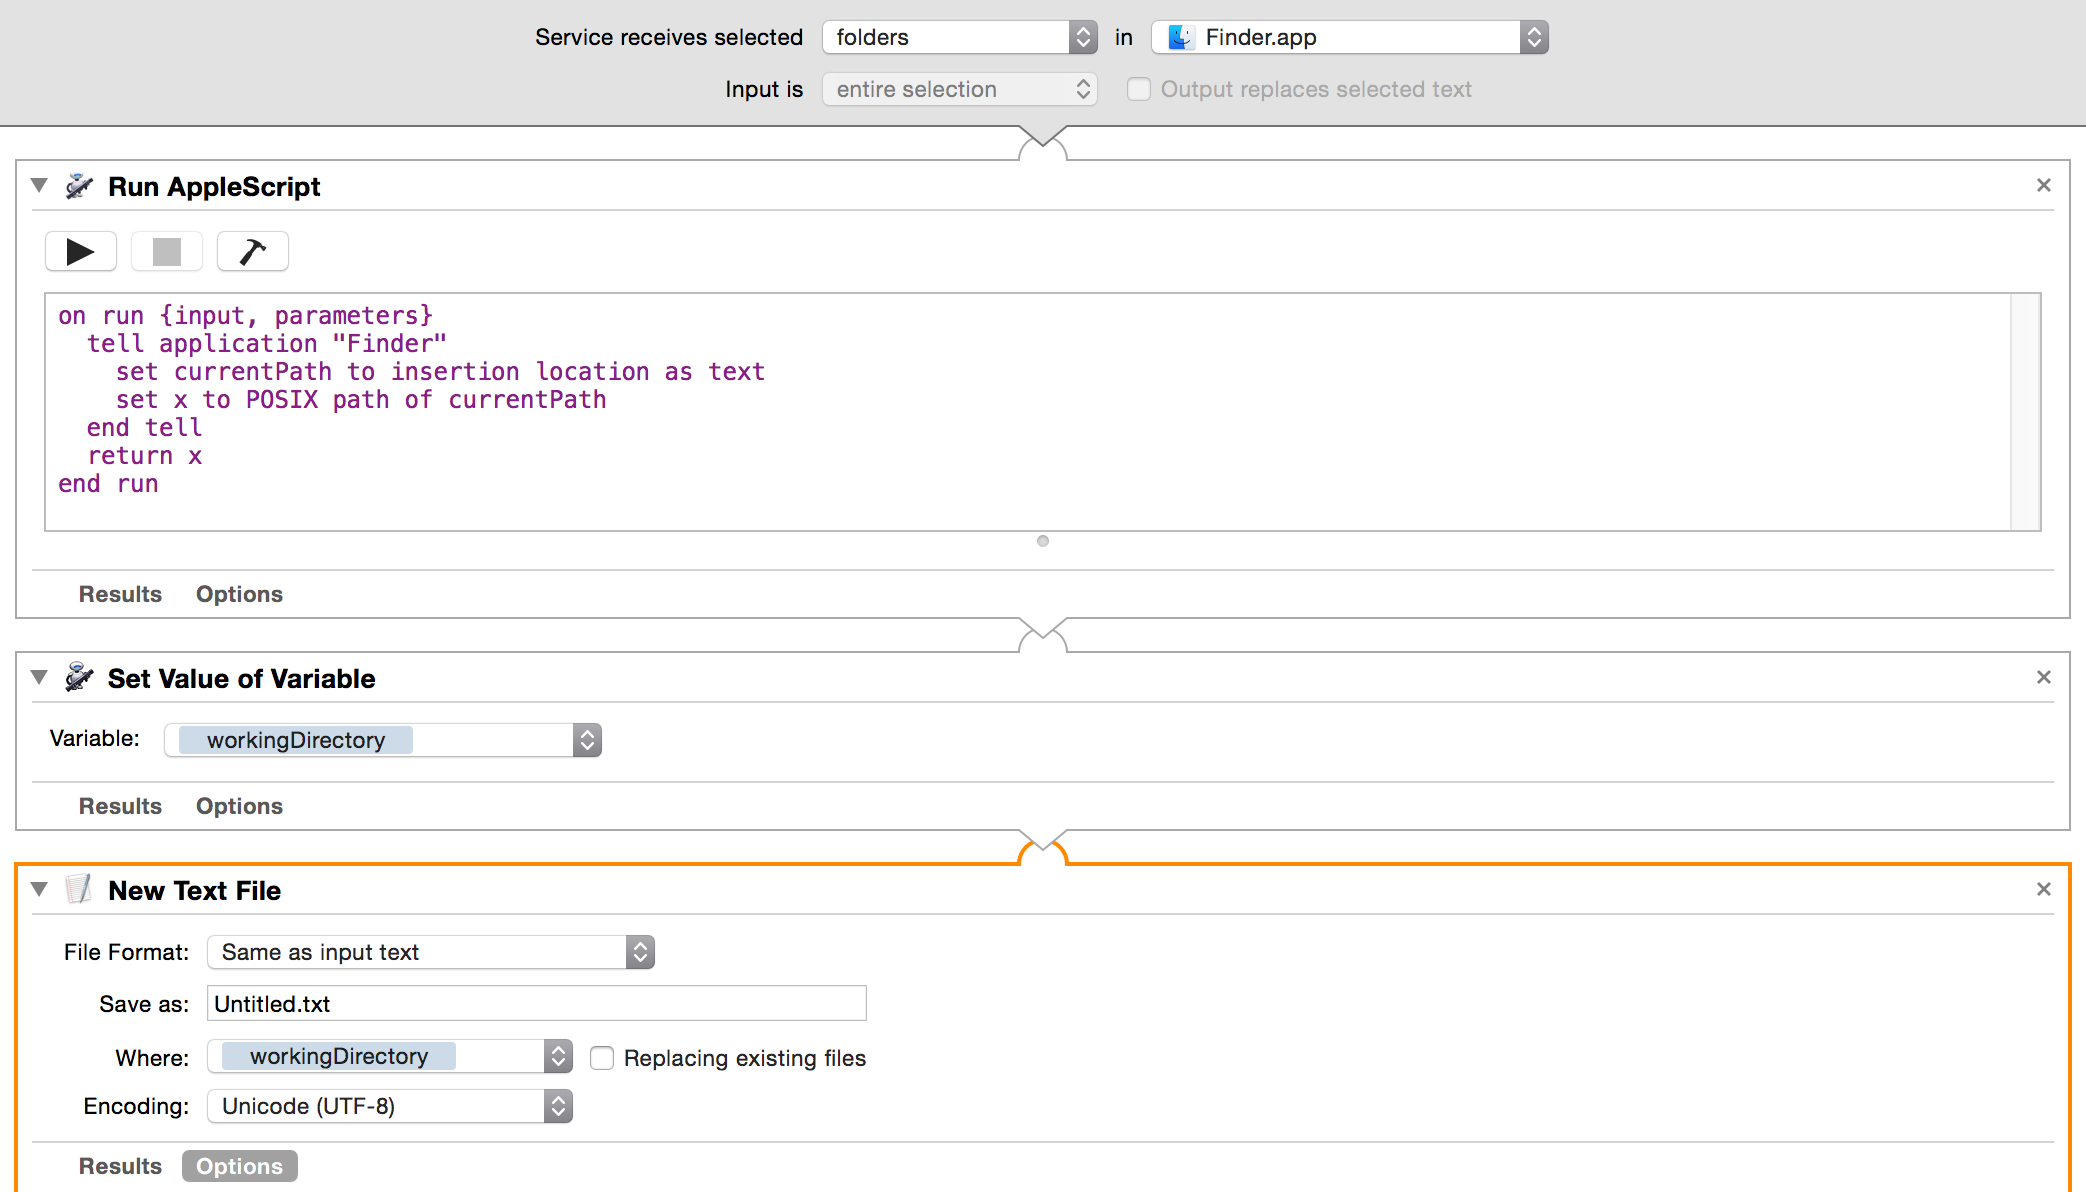 Service receives selected folders in Finder.app
Input is entire selection Output replaces selected text
Run AppleScript
on run {input, parameters}
tell application "Finder"
set currentPath to insertion location as text
set x to POSIX path of currentPath
end tell
return x
end run
Results Options
Set Value of Variable
Variable: workingDirectory
Results Options
New Text File
File Format: Same as input text
Save as: Untitled.txt
Where: workingDirectory Replacing existing files
Encoding: Unicode (UTF-8)
Results Options